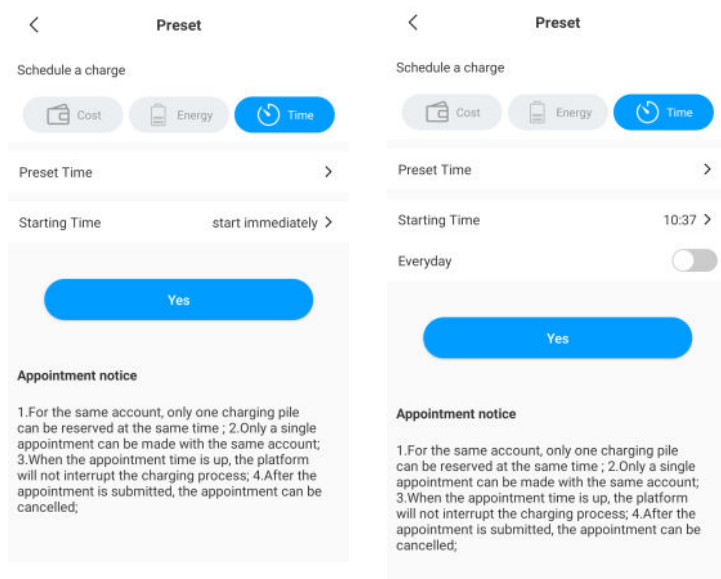 Preset
Schedule a charge
Cost Energy Time
Preset Time
Starting Time start immediately
Yes
Appointment notice
1.For the same account, only one charging pile
can be reserved at the same time ; 2.Only a single
appointment can be made with the same account;
3.When the appointment time is up, the platform
will not interrupt the charging process; 4.After the
appointment is submitted, the appointment can be
cancelled;
Preset
Schedule a charge
Cost Energy Time
Preset Time
Starting Time 10:37
Everyday
Yes
Appointment notice
1.For the same account, only one charging pile
can be reserved at the same time ; 2.Only a single
appointment can be made with the same account;
3.When the appointment time is up, the platform
will not interrupt the charging process; 4.After the
appointment is submitted, the appointment can be
cancelled;